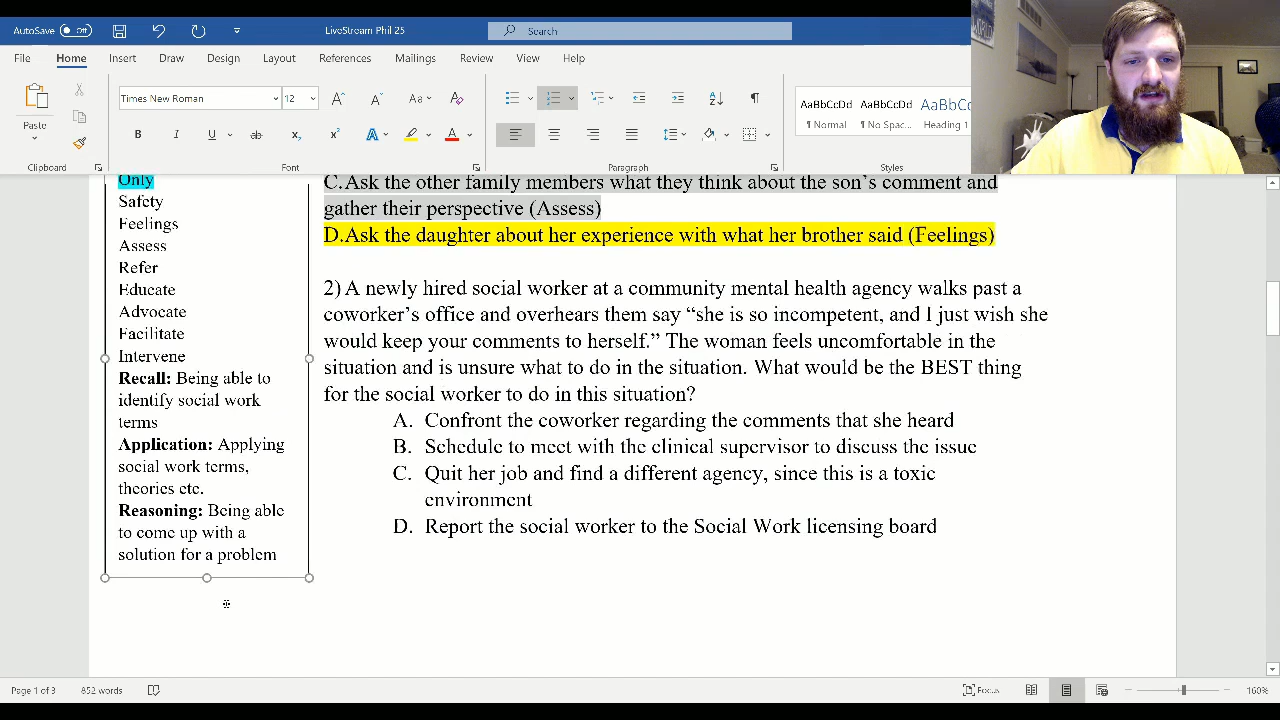 AutoSave Off LiveStream Phil 25 Search
File Home Insert Draw Design Layout References Mailings Review View Help
Paste Times New Roman 12 Aa AaBbCcDd AaBbCcDd AaBbCc
¶ Normal ¶ No Spac... Heading 1
Clipboard Font Paragraph Styles
Only
Safety
Feelings
Assess
Refer
Educate
Advocate
Facilitate
Intervene
Recall: Being able to
identify social work
terms
Application: Applying
social work terms,
theories etc.
Reasoning: Being able
to come up with a
solution for a problem
C.Ask the other family members what they think about the son's comment and
gather their perspective (Assess)
D.Ask the daughter about her experience with what her brother said (Feelings)
2) A newly hired social worker at a community mental health agency walks past a
coworker's office and overhears them say “she is so incompetent, and I just wish she
would keep your comments to herself.” The woman feels uncomfortable in the
situation and is unsure what to do in the situation. What would be the BEST thing
for the social worker to do in this situation?
A. Confront the coworker regarding the comments that she heard
B. Schedule to meet with the clinical supervisor to discuss the issue
C. Quit her job and find a different agency, since this is a toxic
environment
D. Report the social worker to the Social Work licensing board
Page 1 of 3 852 words Focus 160%